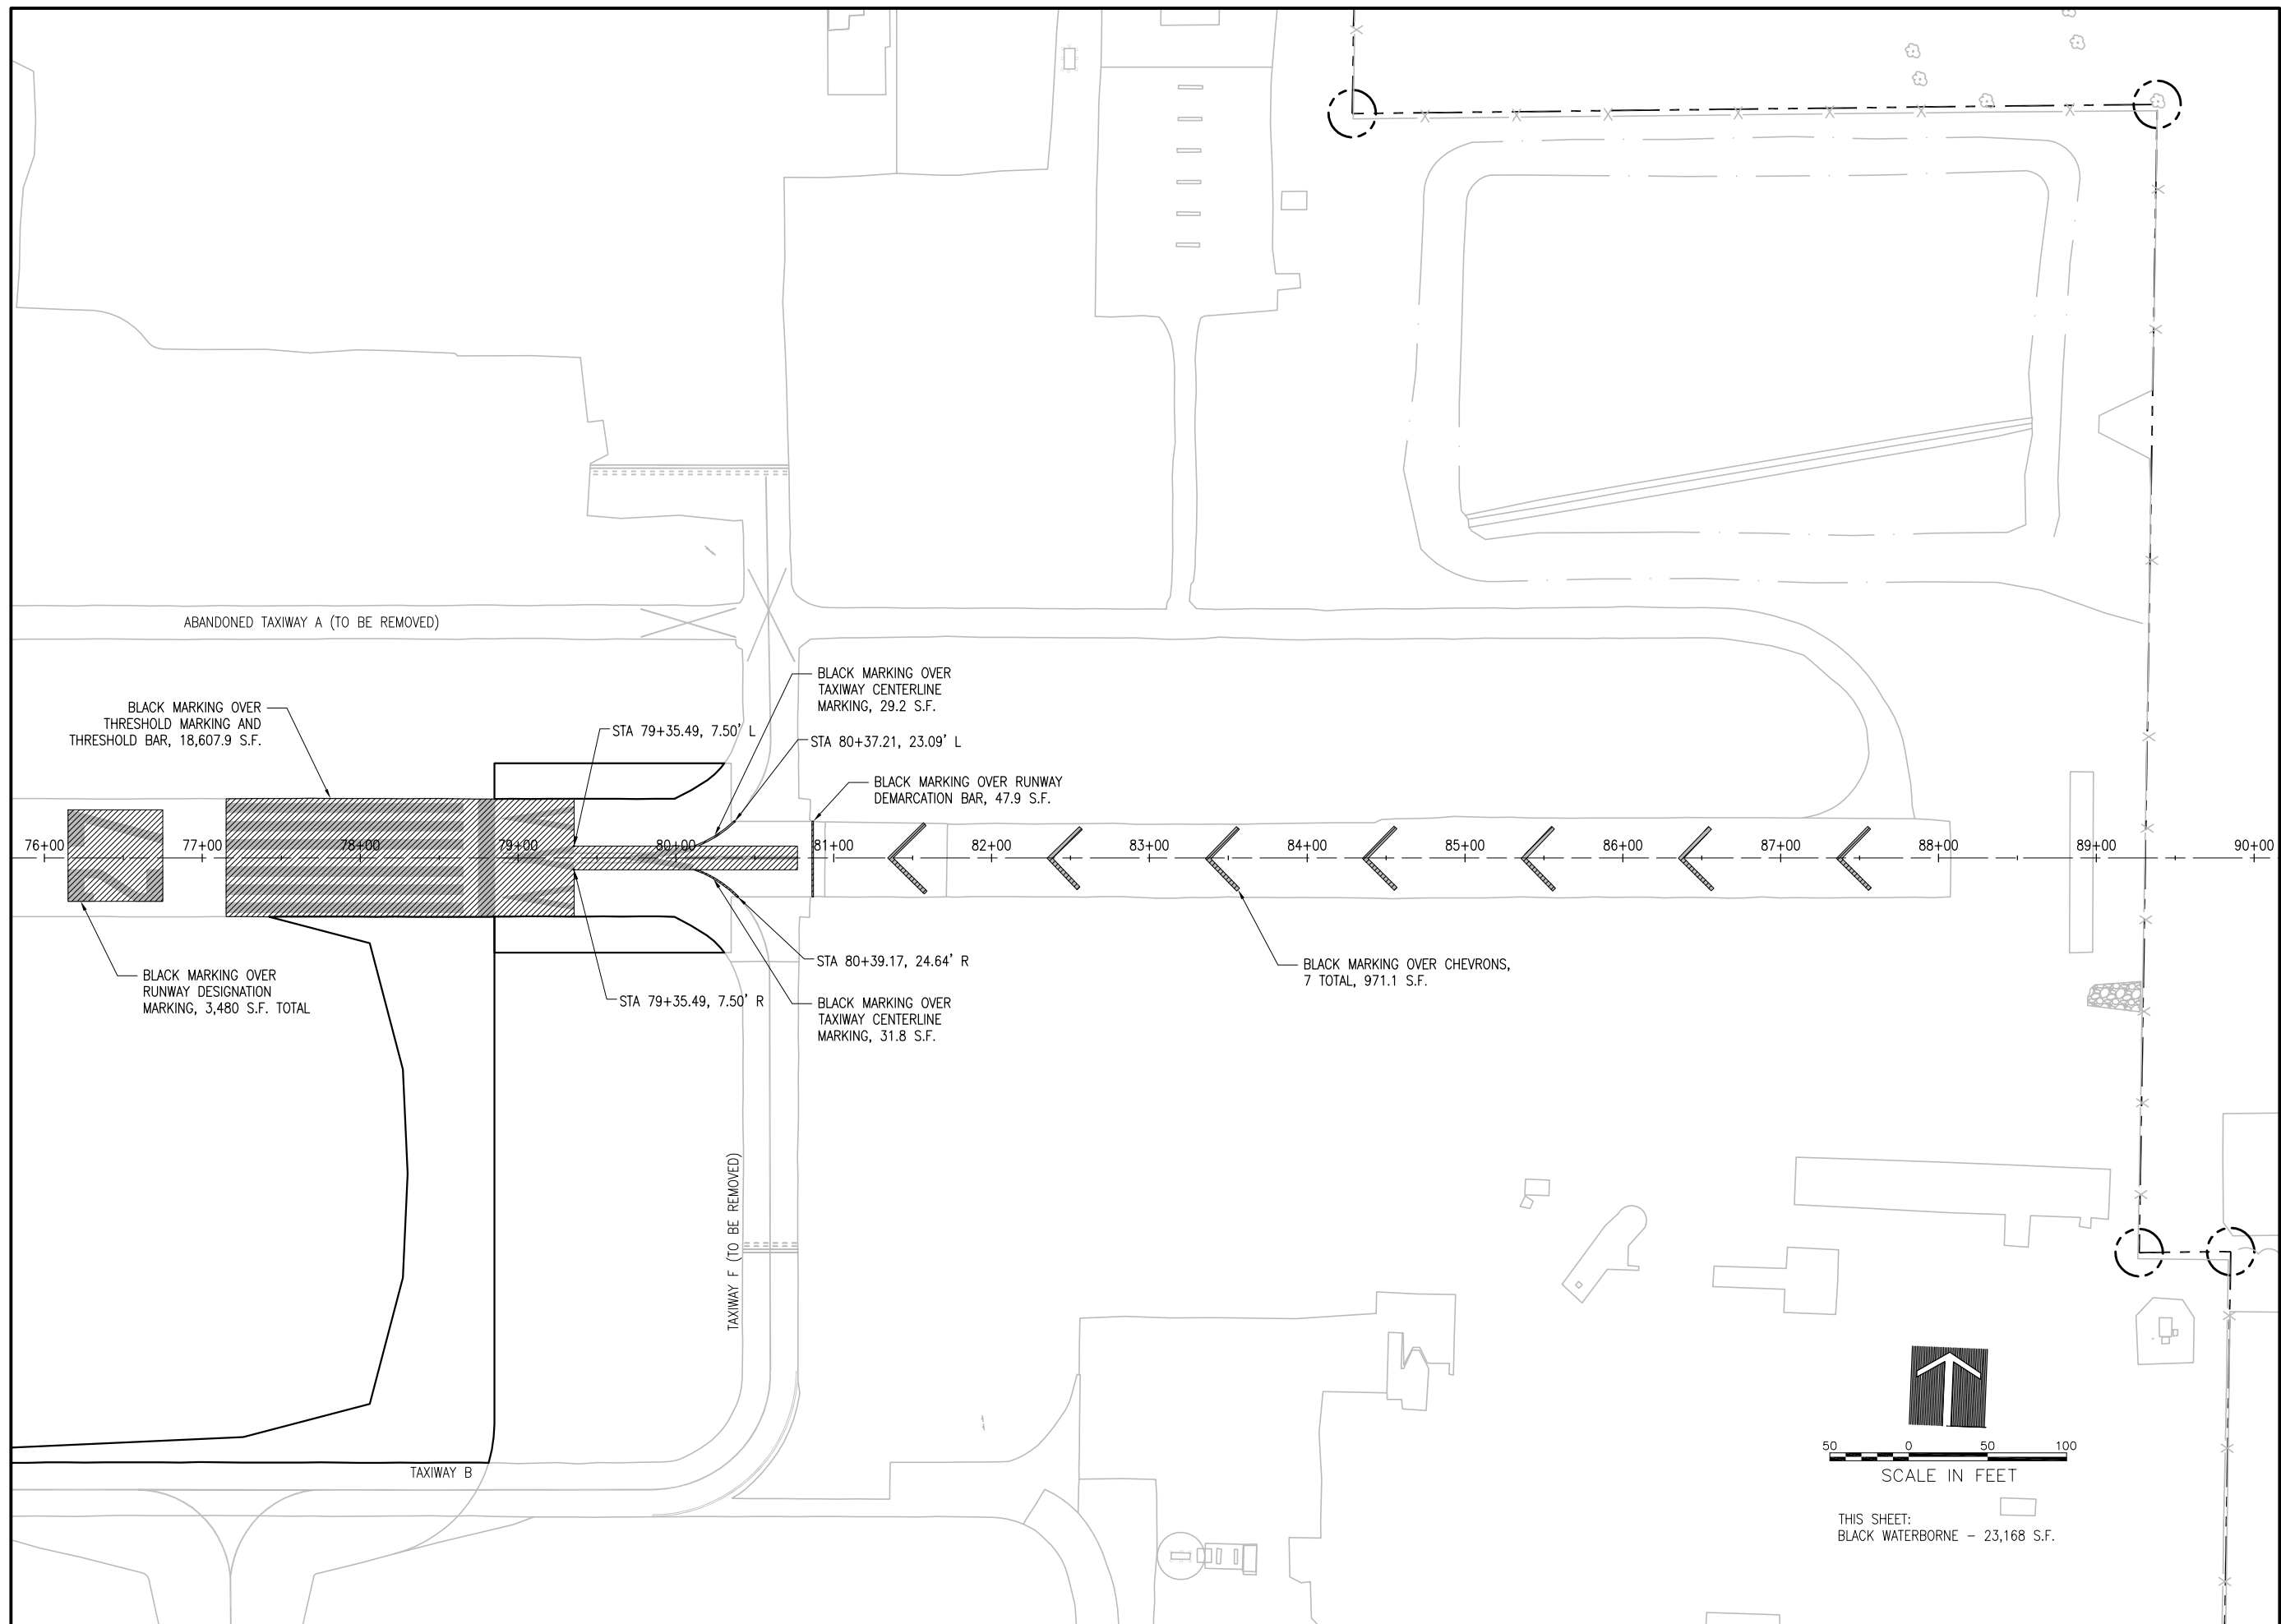 ABANDONED TAXIWAY A (TO BE REMOVED)
BLACK MARKING OVER
TAXIWAY CENTERLINE
MARKING, 29.2 S.F.
BLACK MARKING OVER
THRESHOLD MARKING AND
THRESHOLD BAR, 18,607.9 S.F.
STA 79+35.49, 7.50' L
STA 80+37.21, 23.09' L
BLACK MARKING OVER RUNWAY
DEMARCATION BAR, 47.9 S.F.
76+00 77+00 78+00 79+00 80+00 81+00 82+00 83+00 84+00 85+00 86+00 87+00 88+00 89+00 90+00
STA 80+39.17, 24.64' R
BLACK MARKING OVER CHEVRONS,
7 TOTAL, 971.1 S.F.
BLACK MARKING OVER
RUNWAY DESIGNATION
MARKING, 3,480 S.F. TOTAL
STA 79+35.49, 7.50' R
BLACK MARKING OVER
TAXIWAY CENTERLINE
MARKING, 31.8 S.F.
TAXIWAY F (TO BE REMOVED)
TAXIWAY B
50 0 50 100
SCALE IN FEET
THIS SHEET:
BLACK WATERBORNE - 23,168 S.F.